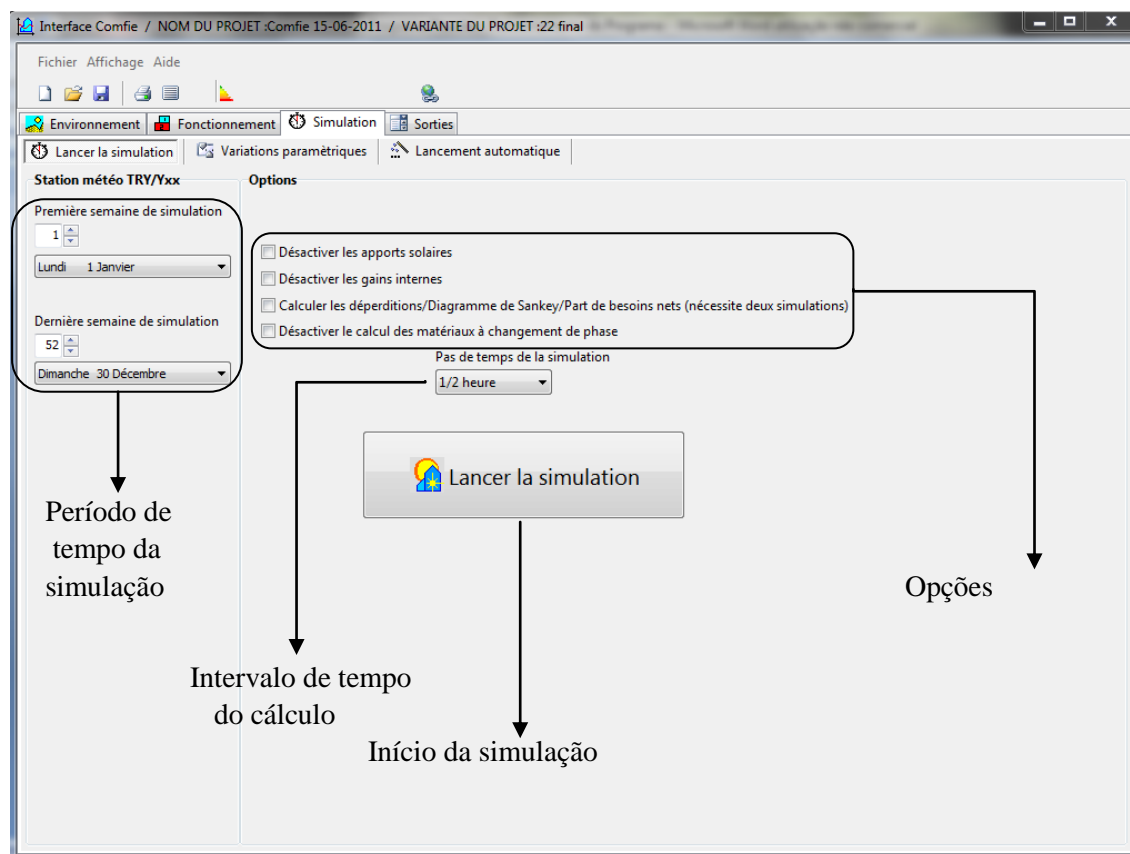 Interface Comfie / NOM DU PROJET :Comfie 15-06-2011 / VARIANTE DU PROJET :22 final
Fichier Affichage Aide
Environnement Fonctionnement Simulation Sorties
Lancer la simulation Variations paramètriques Lancement automatique
Station météo TRY/Yxx Options
Première semaine de simulation
1
Lundi 1 Janvier
Dernière semaine de simulation
52
Dimanche 30 Décembre
Désactiver les apports solaires
Désactiver les gains internes
Calculer les déperditions/Diagramme de Sankey/Part de besoins nets (nécessite deux simulations)
Désactiver le calcul des matériaux à changement de phase
Pas de temps de la simulation
1/2 heure
Lancer la simulation
Período de
tempo da
simulação
Opções
Intervalo de tempo
do cálculo
Início da simulação